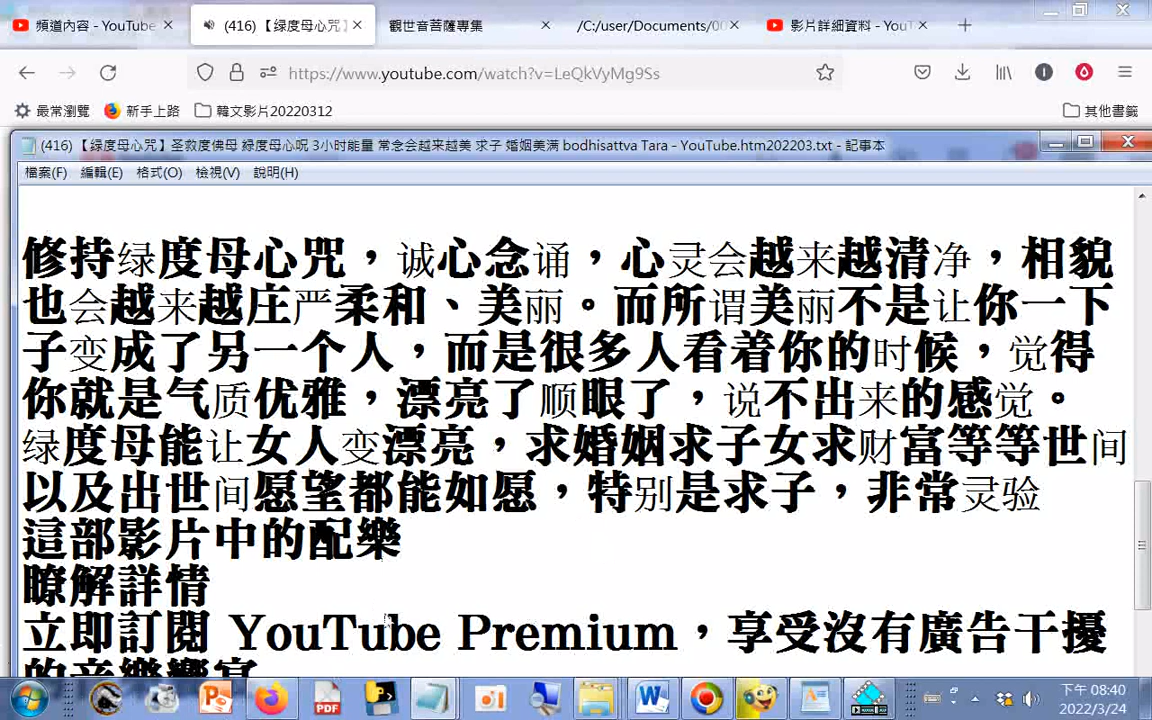 頻道內容 - YouTube
(416) 【绿度母心咒】
觀世音菩薩專集
/C:/user/Documents/00
影片詳細資料 - YouT
https://www.youtube.com/watch?v=LeQkVyMg9Ss
最常瀏覽
新手上路
韓文影片20220312
其他書籤
(416) 【绿度母心咒】圣救度佛母 綠度母心呪 3小时能量 常念会越来越美 求子 婚姻美满 bodhisattva Tara - YouTube.htm202203.txt - 記事本
檔案(F) 編輯(E) 格式(O) 檢視(V) 說明(H)
修持绿度母心咒，诚心念诵，心灵会越来越清净，相貌
也会越来越庄严柔和、美丽。而所谓美丽不是让你一下
子变成了另一个人，而是很多人看着你的时候，觉得
你就是气质优雅，漂亮了顺眼了，说不出来的感觉。
绿度母能让女人变漂亮，求婚姻求子女求财富等等世间
以及出世间愿望都能如愿，特别是求子，非常灵验
這部影片中的配樂
瞭解詳情
立即訂閱 YouTube Premium，享受沒有廣告干擾
的音樂饗宴
PDF
下午 08:40
2022/3/24